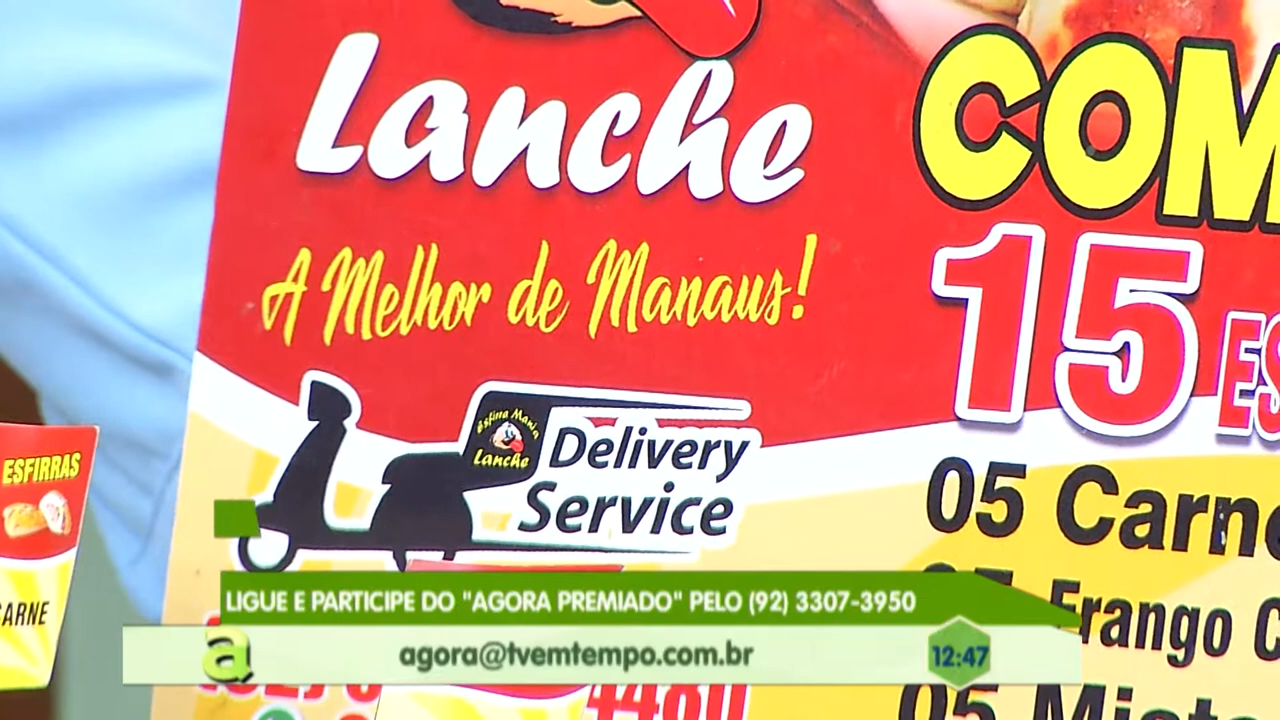 Lanche
A Melhor de Manaus!
Esfirra Mania
Lanche
Delivery
Service
15
05 Carne
Frango
05
ESFIRRAS
CARNE
LIGUE E PARTICIPE DO "AGORA PREMIADO" PELO (92) 3307-3950
a
agora@tvemtempo.com.br
12:47